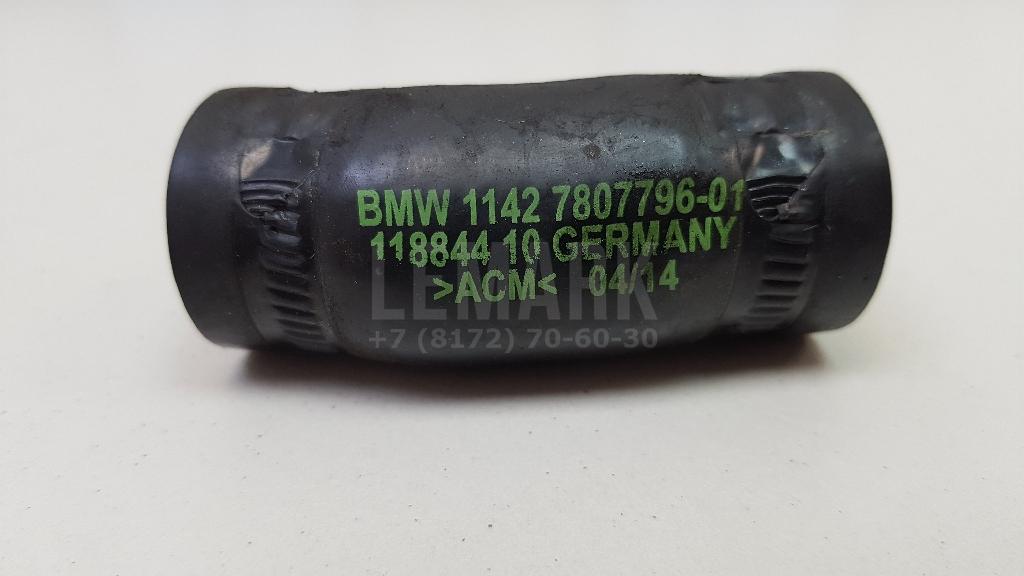 BMW 1142 7807796-01
118844 10 GERMANY
>ACM< 04/14
LEMARK
+7 (8172) 70-60-30